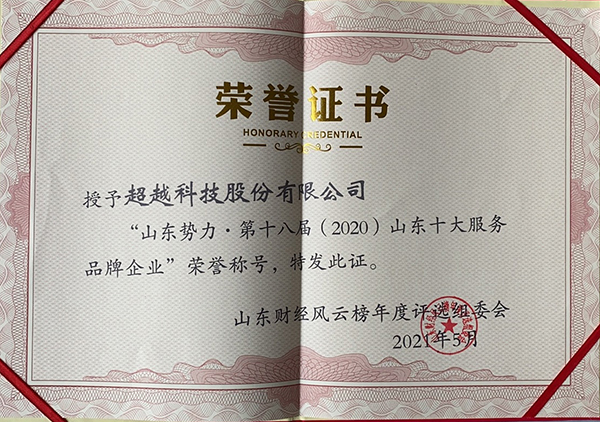 荣誉证书
HONORARY CREDENTIAL
授予超越科技股份有限公司
“山东势力·第十八届（2020）山东十大服务
品牌企业”荣誉称号，特发此证。
山东财经风云榜年度评选组委会
2021年5月